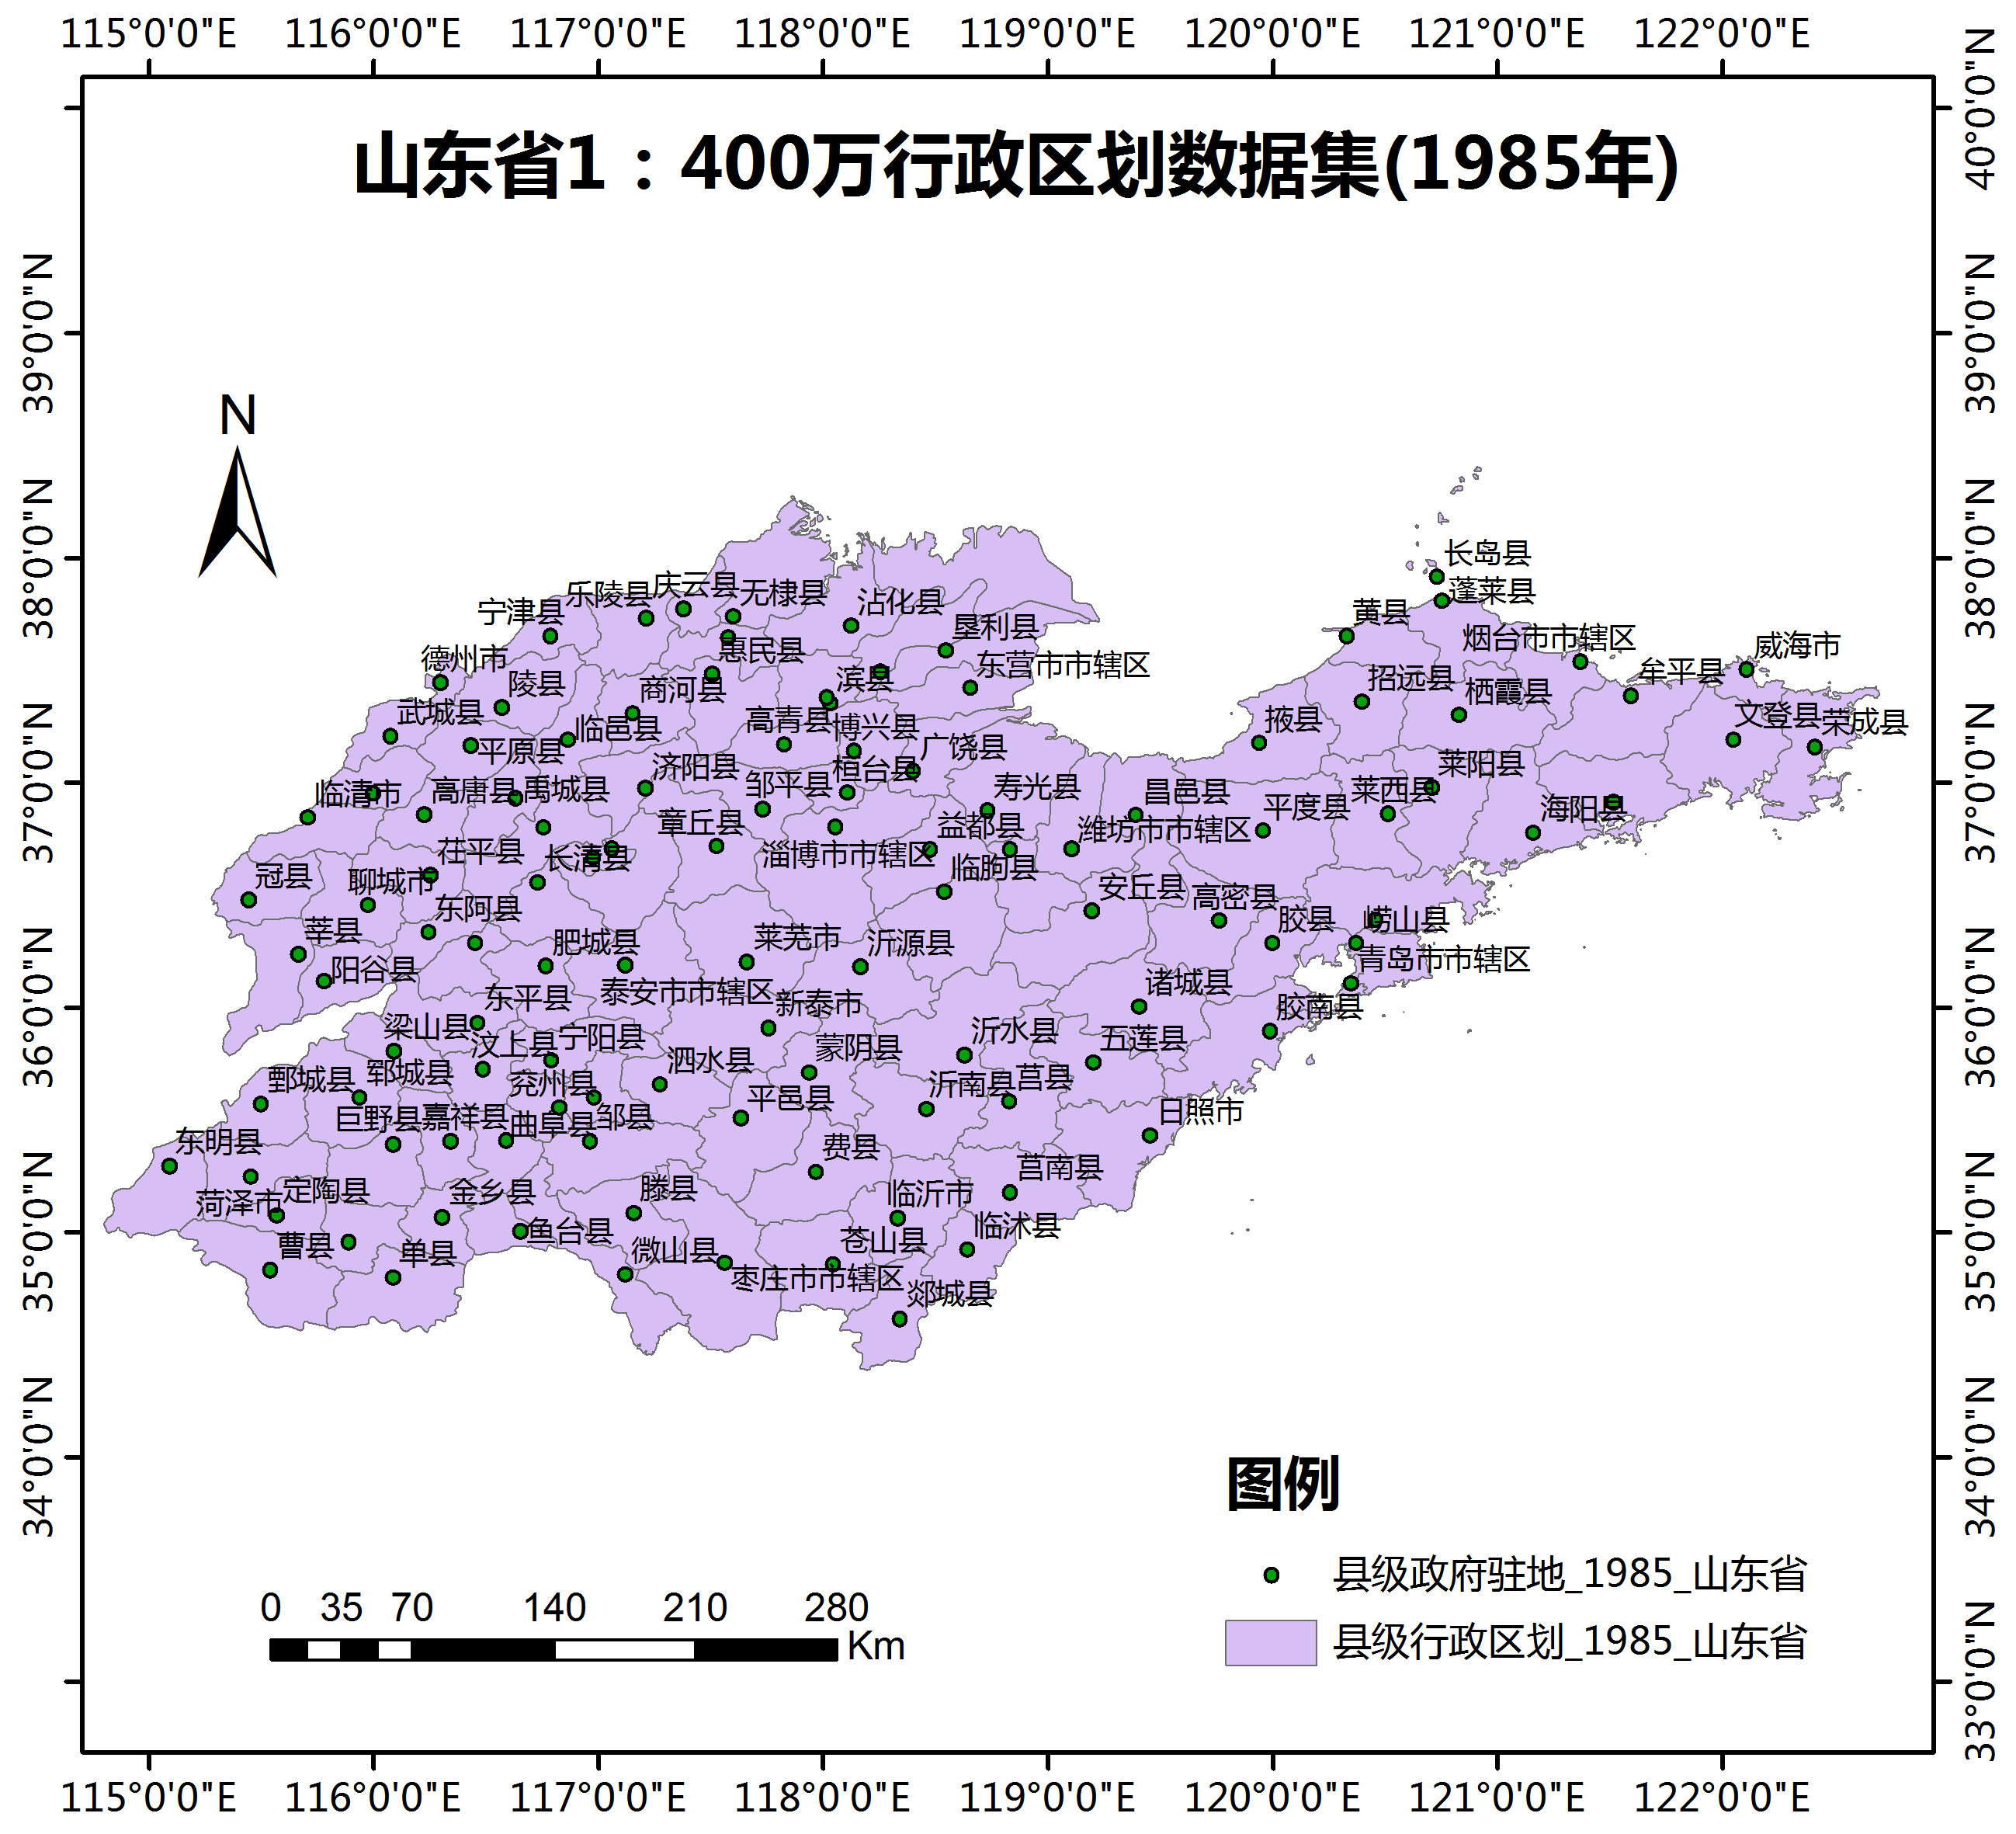 115°0'0"E 116°0'0"E 117°0'0"E 118°0'0"E 119°0'0"E 120°0'0"E 121°0'0"E 122°0'0"E
40°0'0"N
山东省1：400万行政区划数据集(1985年)
39°0'0"N 39°0'0"N
N
38°0'0"N 38°0'0"N
长岛县
蓬莱县
乐陵县 庆云县 无棣县 沾化县
宁津县 垦利县 黄县
烟台市市辖区 威海市
德州市 惠民县 东营市市辖区
陵县 商河县 滨县 招远县 栖霞县 牟平县
武城县 临邑县 高青县 博兴县 掖县 文登县 荣成县
平原县 广饶县
37°0'0"N 37°0'0"N
济阳县 桓台县 莱阳县
临清市 高唐县 禹城县 邹平县 寿光县 昌邑县 平度县 莱西县 海阳县
章丘县 益都县 潍坊市市辖区
茌平县 长清县 淄博市市辖区 临朐县
冠县 聊城市 安丘县 高密县
东阿县 胶县 崂山县
莘县 肥城县 莱芜市 沂源县 青岛市市辖区
阳谷县 诸城县
东平县 泰安市市辖区 新泰市 胶南县
36°0'0"N 36°0'0"N
梁山县 汶上县 宁阳县 蒙阴县 沂水县 五莲县
鄄城县 郓城县 兖州县 泗水县 沂南县 莒县
巨野县 嘉祥县 曲阜县 邹县 平邑县 日照市
东明县 费县 莒南县
菏泽市 定陶县 金乡县 滕县 临沂市
35°0'0"N 35°0'0"N
曹县 单县 鱼台县 微山县 苍山县 临沭县
枣庄市市辖区 郯城县
34°0'0"N 34°0'0"N
图例
县级政府驻地_1985_山东省
县级行政区划_1985_山东省
0 35 70 140 210 280
Km
33°0'0"N
115°0'0"E 116°0'0"E 117°0'0"E 118°0'0"E 119°0'0"E 120°0'0"E 121°0'0"E 122°0'0"E